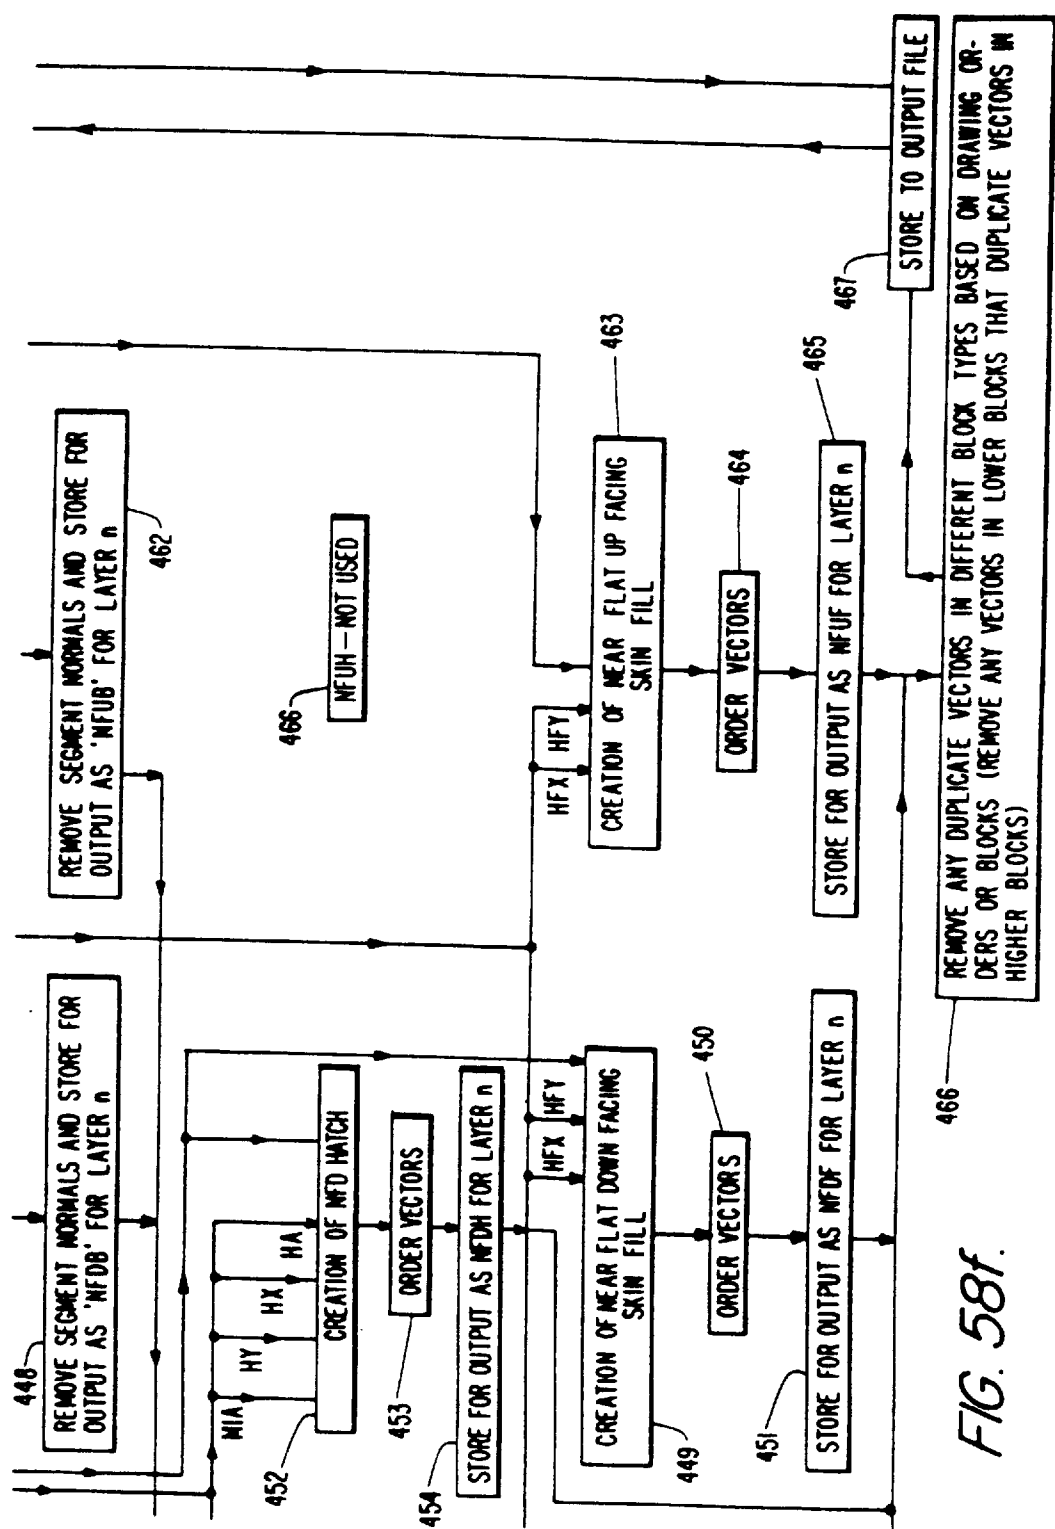 448
REMOVE SEGMENT NORMALS AND STORE FOR
OUTPUT AS 'NFDB' FOR LAYER n
REMOVE SEGMENT NORMALS AND STORE FOR
OUTPUT AS 'NFUB' FOR LAYER n
462
MIA
HY
HX
HA
452
CREATION OF NFD HATCH
453
ORDER VECTORS
454
STORE FOR OUTPUT AS NFDH FOR LAYER n
466
NFUH-NOT USED
HFX
HFY
CREATION OF NEAR FLAT DOWN FACING
SKIN FILL
449
HFX
HFY
CREATION OF NEAR FLAT UP FACING
SKIN FILL
463
ORDER VECTORS
450
ORDER VECTORS
464
451
STORE FOR OUTPUT AS NFDF FOR LAYER n
STORE FOR OUTPUT AS NFUF FOR LAYER n
465
467
STORE TO OUTPUT FILE
466
REMOVE ANY DUPLICATE VECTORS IN DIFFERENT BLOCK TYPES BASED ON DRAWING OR-
DERS OR BLOCKS (REMOVE ANY VECTORS IN LOWER BLOCKS THAT DUPLICATE VECTORS IN
HIGHER BLOCKS)
FIG. 58f.